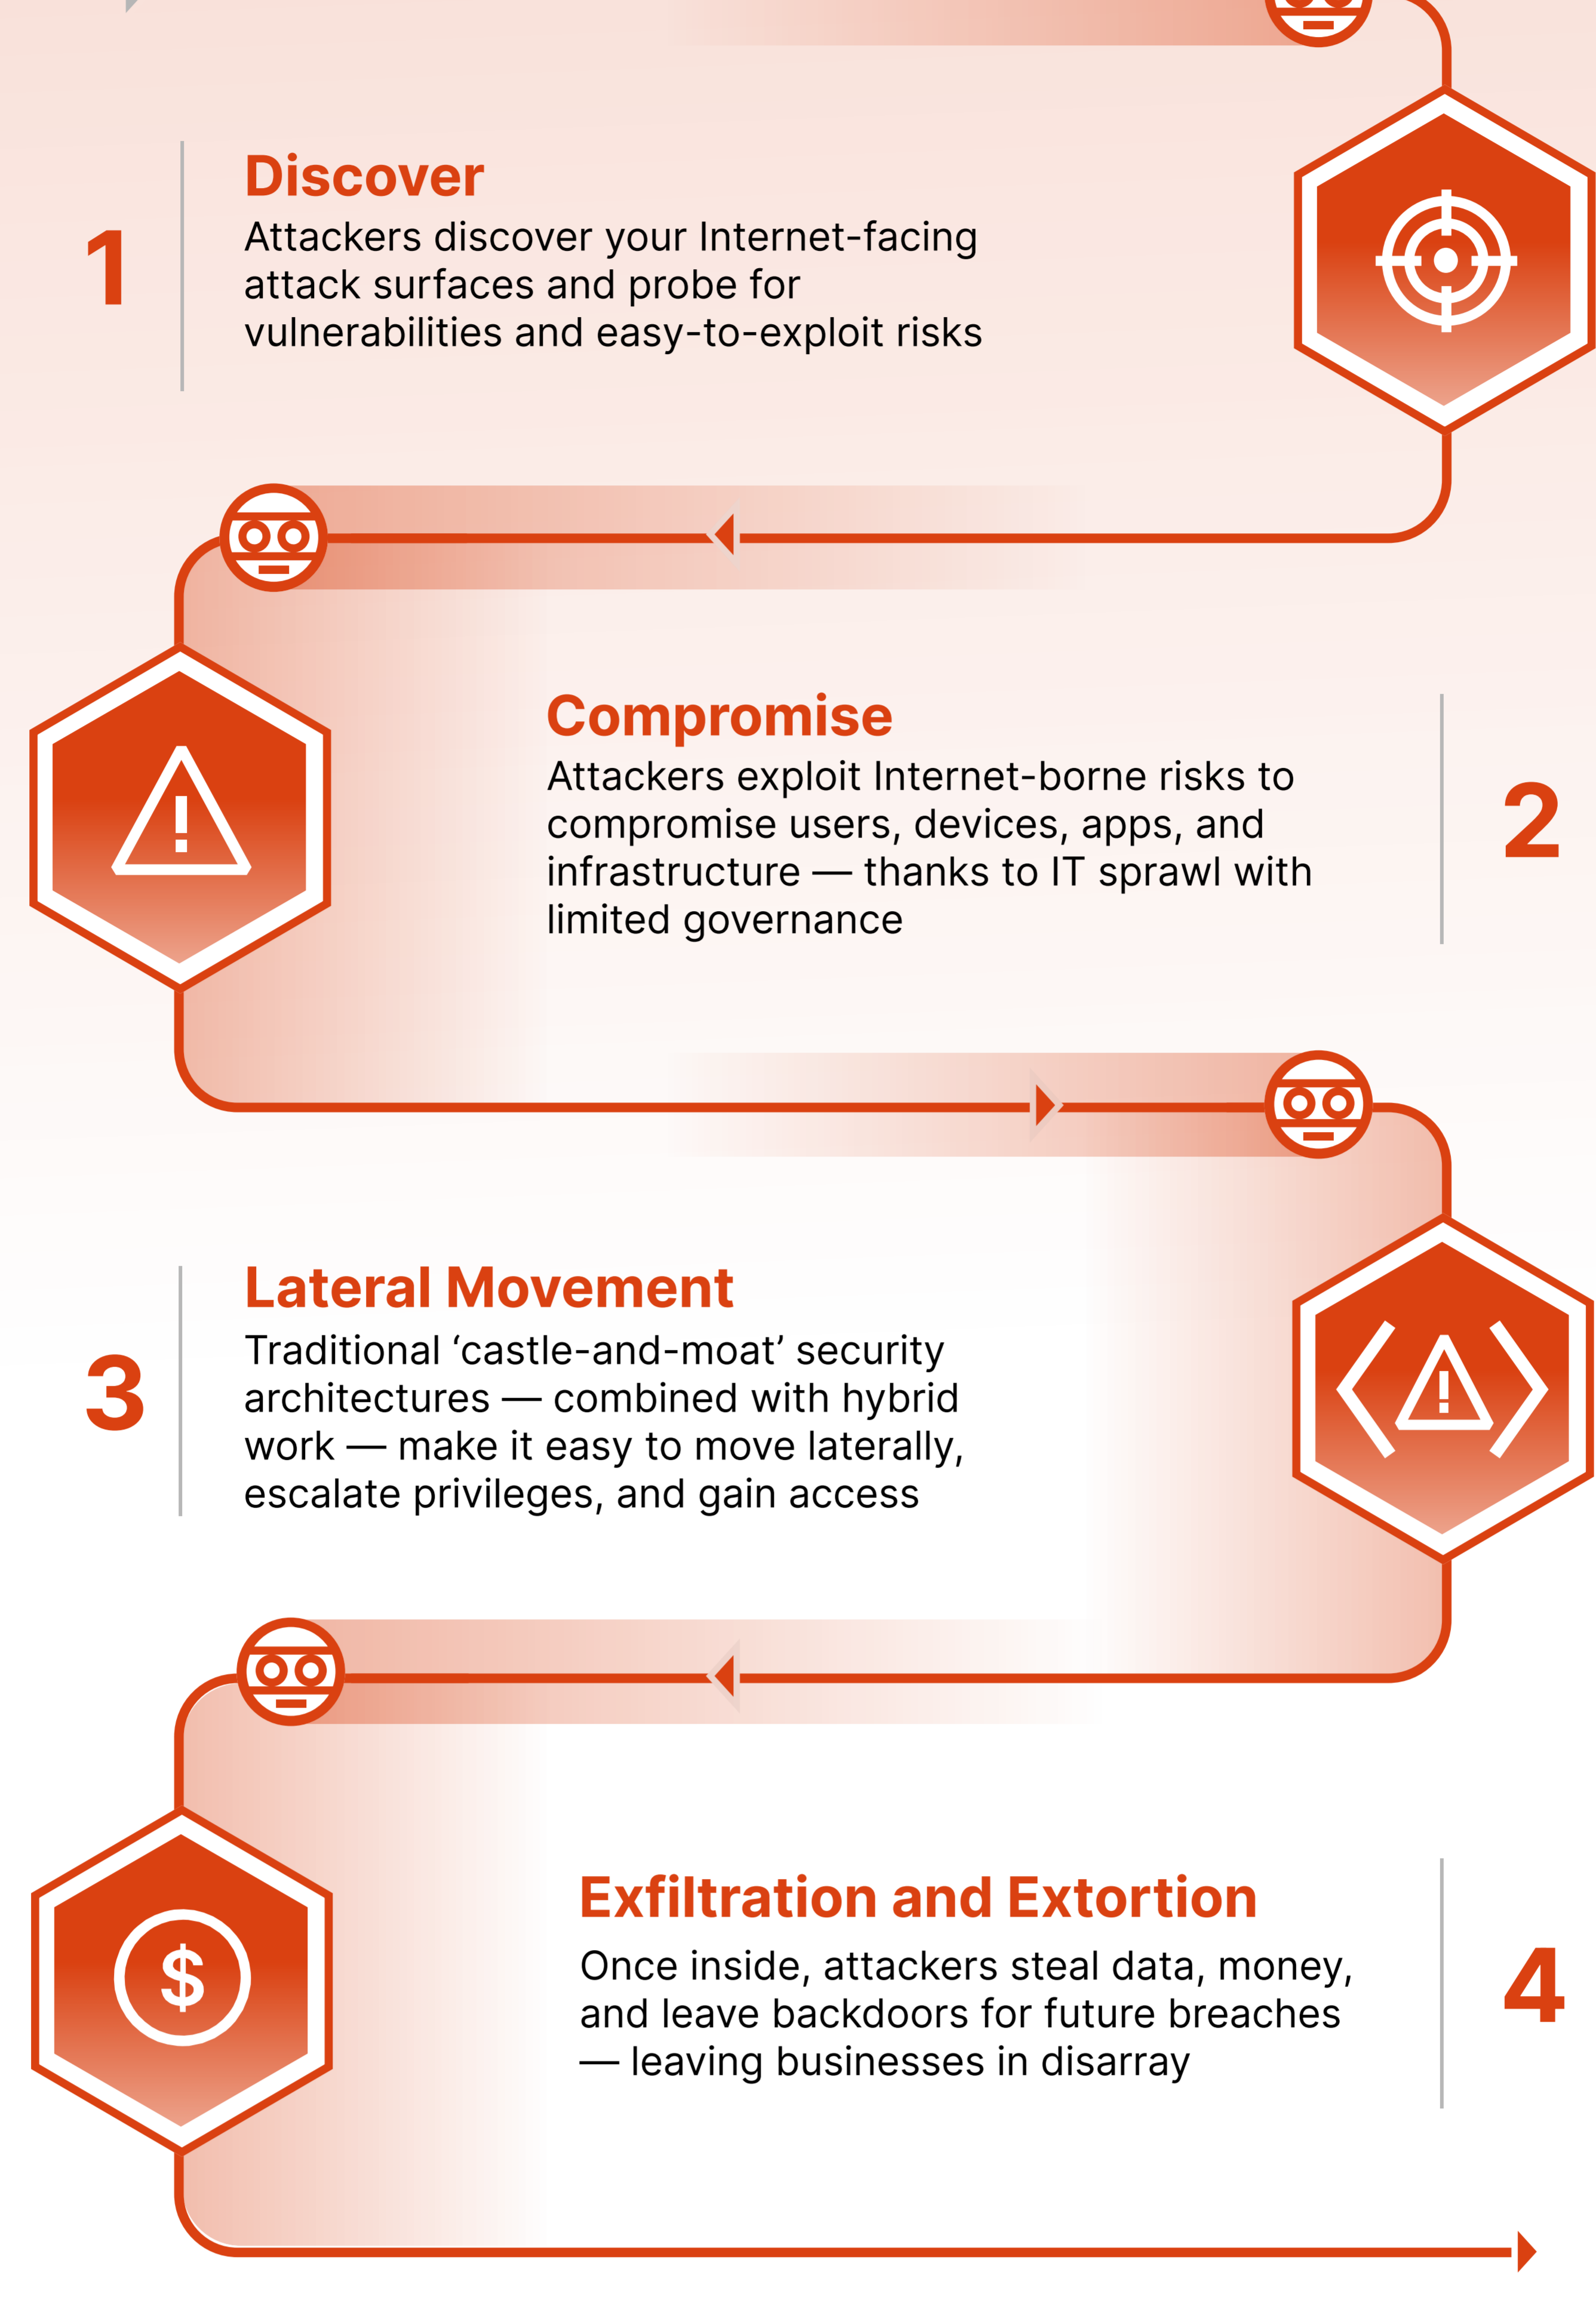 Discover
1
Attackers discover your Internet-facing
attack surfaces and probe for
vulnerabilities and easy-to-exploit risks
Compromise
2
Attackers exploit Internet-borne risks to
compromise users, devices, apps, and
infrastructure — thanks to IT sprawl with
limited governance
Lateral Movement
3
Traditional ‘castle-and-moat’ security
architectures — combined with hybrid
work — make it easy to move laterally,
escalate privileges, and gain access
Exfiltration and Extortion
4
Once inside, attackers steal data, money,
and leave backdoors for future breaches
— leaving businesses in disarray
$